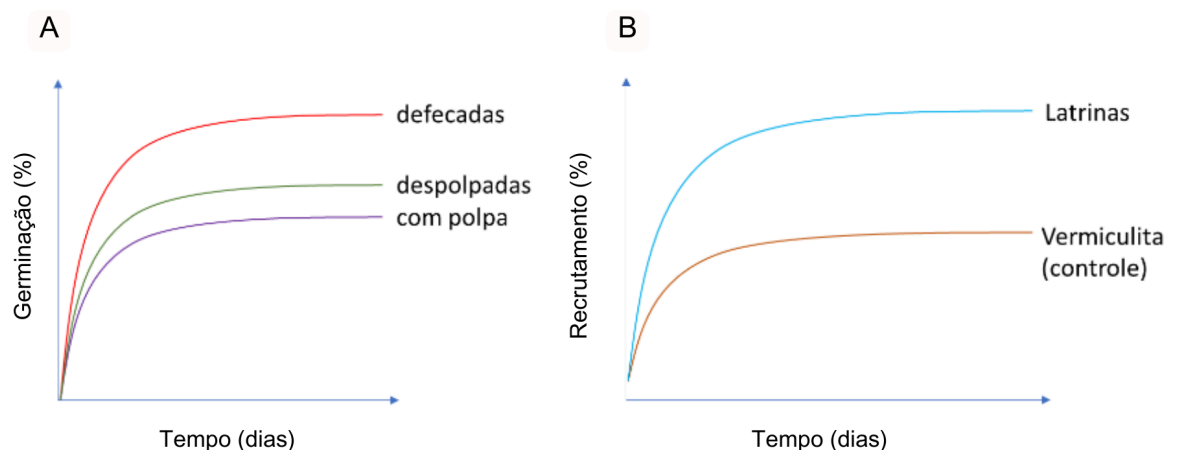 A
Germinação (%)
defecadas
despolpadas
com polpa
Tempo (dias)
B
Recrutamento (%)
Latrinas
Vermiculita
(controle)
Tempo (dias)